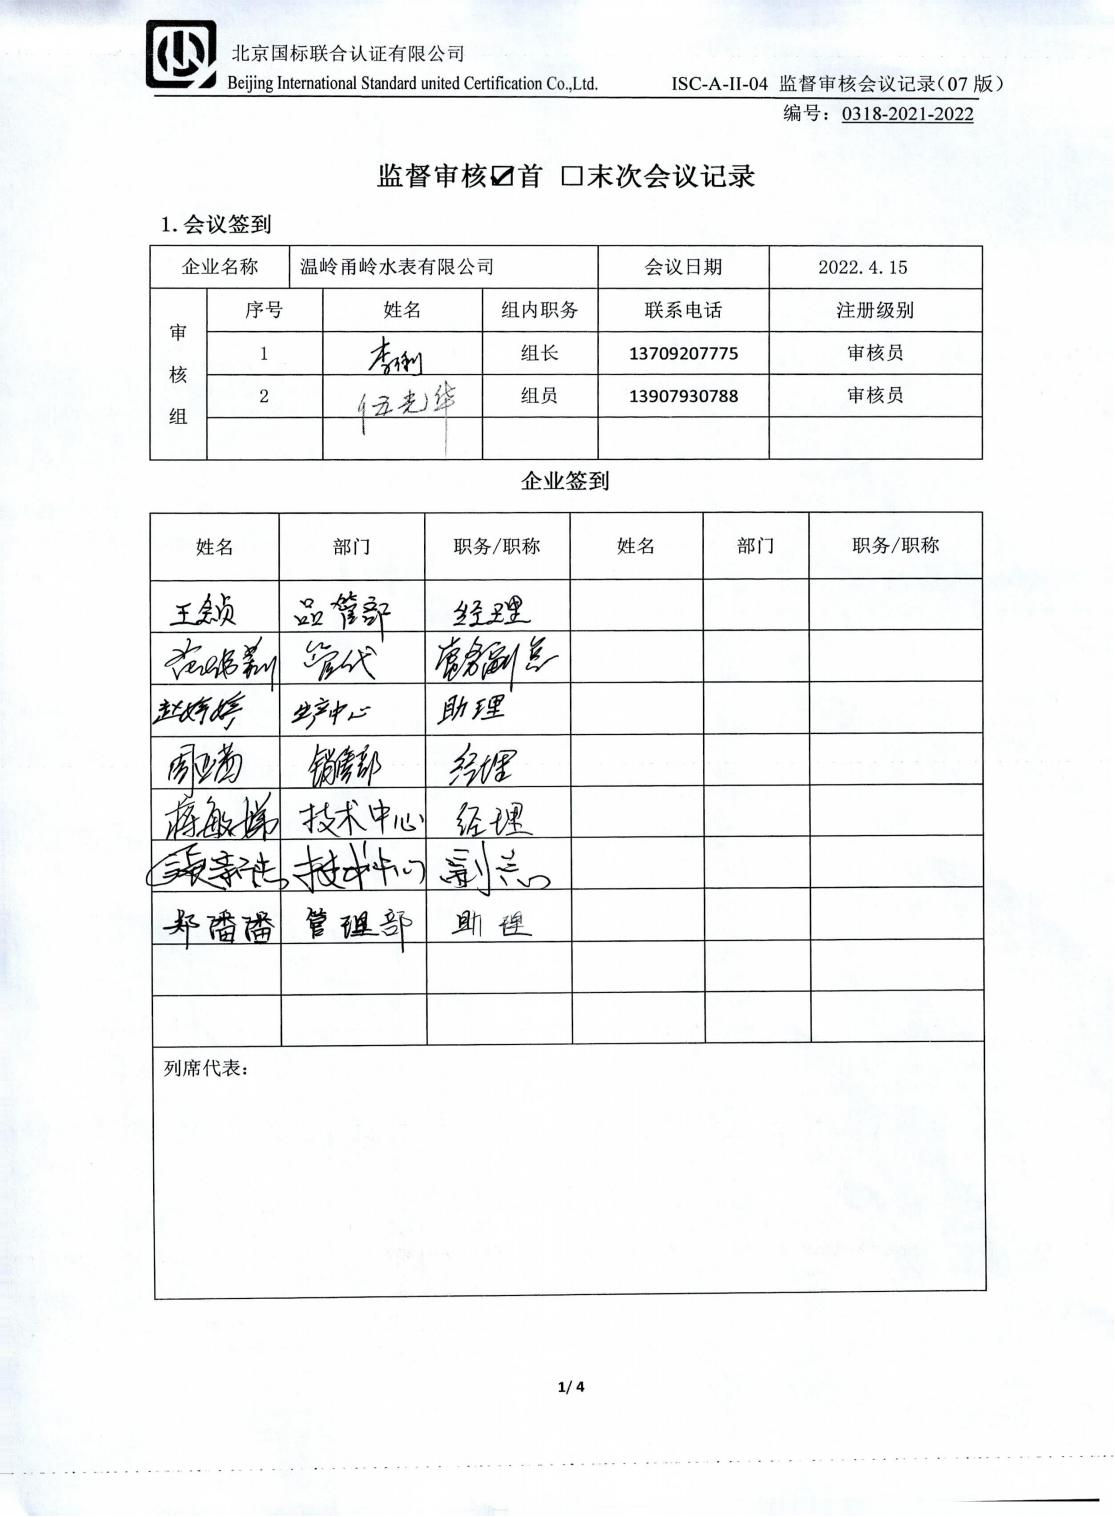 北京国标联合认证有限公司
Beijing International Standard united Certification Co.,Ltd. ISC-A-II-04 监督审核会议记录(07 版)
编号: 0318-2021-2022
监督审核☑首 □末次会议记录
1.会议签到
企业名称 温岭甬岭水表有限公司 会议日期 2022.4.15
审核组 序号 姓名 组内职务 联系电话 注册级别
1 李俐 组长 13709207775 审核员
2 伍光华 组员 13907930788 审核员
企业签到
姓名 部门 职务/职称 姓名 部门 职务/职称
王 品管部 经理
管代 常务副总
赵婷婷 生产中心 助理
周 销售部 经理
蒋敏 技术中心 经理
技术中心 副总
郑潘潘 管理部 助理
列席代表:
1/ 4